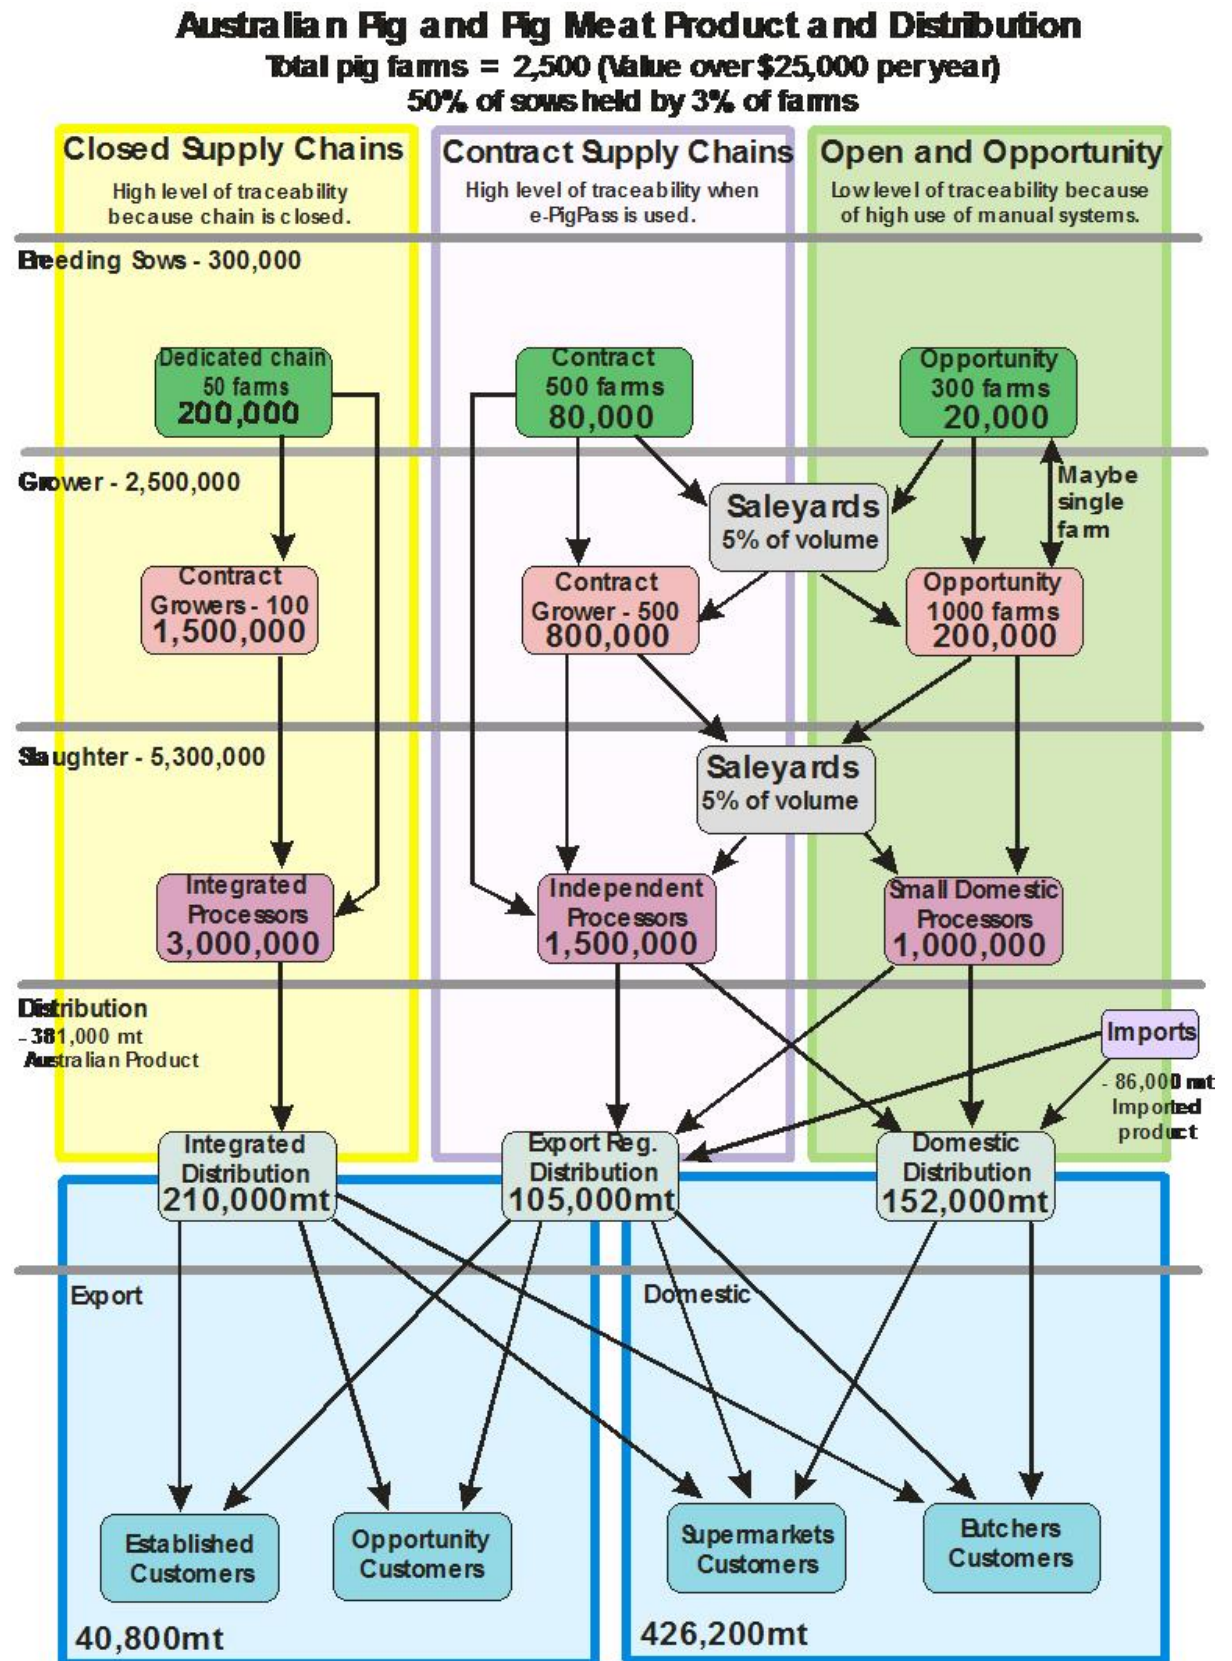 Australian Pig and Pig Meat Product and Distribution
Total pig farms = 2,500 (Value over $25,000 per year)
50% of sows held by 3% of farms
Closed Supply Chains
High level of traceability
because chain is closed.
Contract Supply Chains
High level of traceability when
e-PigPass is used.
Open and Opportunity
Low level of traceability because
of high use of manual systems.
Breeding Sows - 300,000
Dedicated chain
50 farms
200,000
Contract
500 farms
80,000
Opportunity
300 farms
20,000
Grower - 2,500,000
Saleyards
5% of volume
Maybe
single
farm
Contract
Growers - 100
1,500,000
Contract
Grower - 500
800,000
Opportunity
1000 farms
200,000
Slaughter - 5,300,000
Saleyards
5% of volume
Integrated
Processors
3,000,000
Independent
Processors
1,500,000
Small Domestic
Processors
1,000,000
Distribution
- 381,000 mt
Australian Product
Imports
- 86,000 mt
Imported
product
Integrated
Distribution
210,000mt
Export Reg.
Distribution
105,000mt
Domestic
Distribution
152,000mt
Export
Domestic
Established
Customers
Opportunity
Customers
Supermarkets
Customers
Butchers
Customers
40,800mt
426,200mt